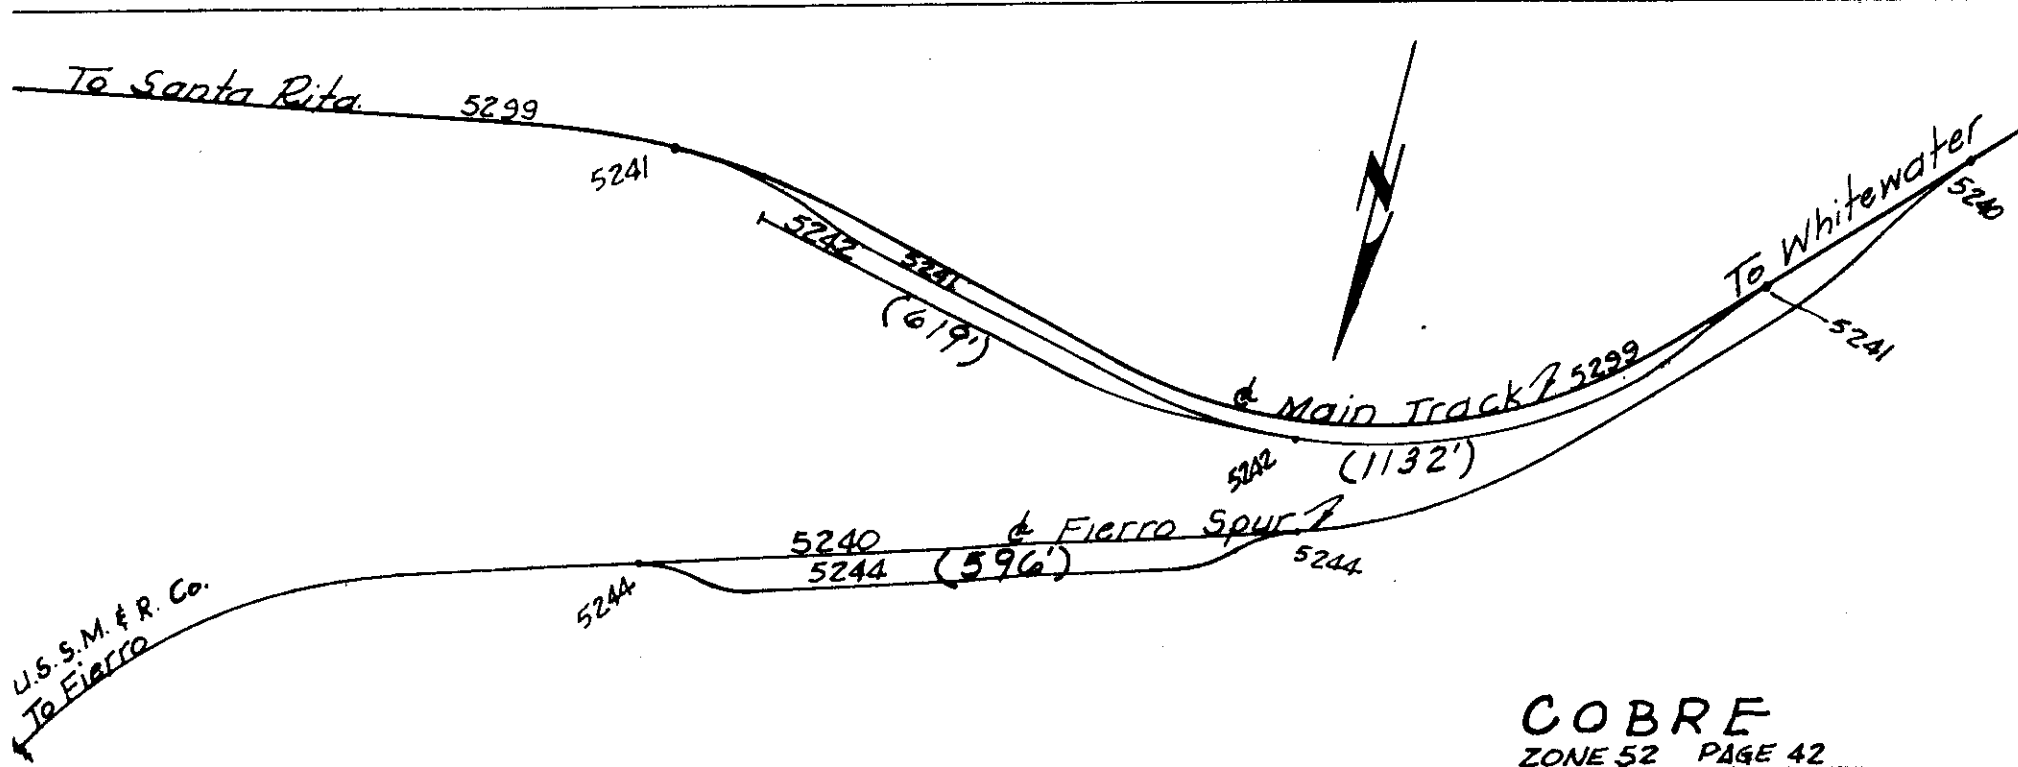 To Santa Rita.
5299
5241
5242
5241
(619')
N
To Whitewater
5240
5241
℄ Main Track
5299
(1132')
5242
℄ Fierro Spur
5240
5244
(596')
5244
5244
U.S.S.M. & R. Co.
To Fierro
COBRE
ZONE 52 PAGE 42